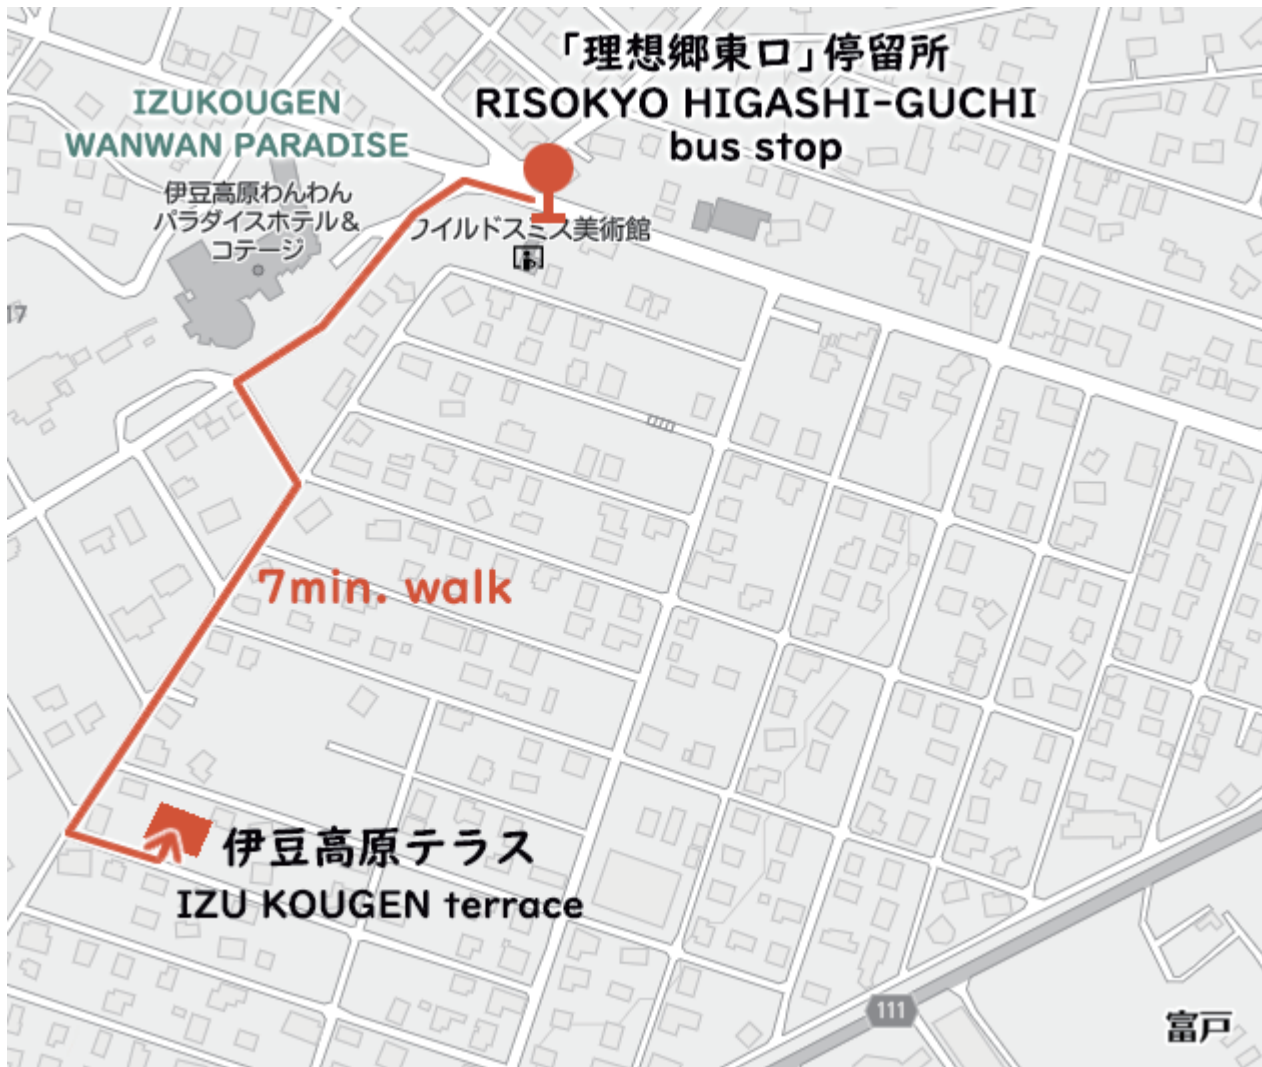 「理想郷東口」停留所
RISOKYO HIGASHI-GUCHI
bus stop
IZUKOUGEN
WANWAN PARADISE
伊豆高原わんわん
パラダイスホテル＆
コテージ
ワイルドスミス美術館
17
7min. walk
伊豆高原テラス
IZU KOUGEN terrace
111
富戸